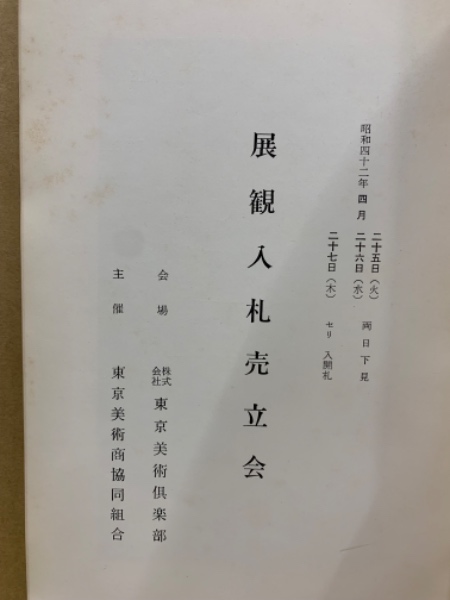 昭和四十二年 四月
二十五日（火）
二十六日（水）
両日下見
二十七日（木） セリ 入開札
展観入札売立会
会場 株式会社 東京美術倶楽部
主催 東京美術商協同組合